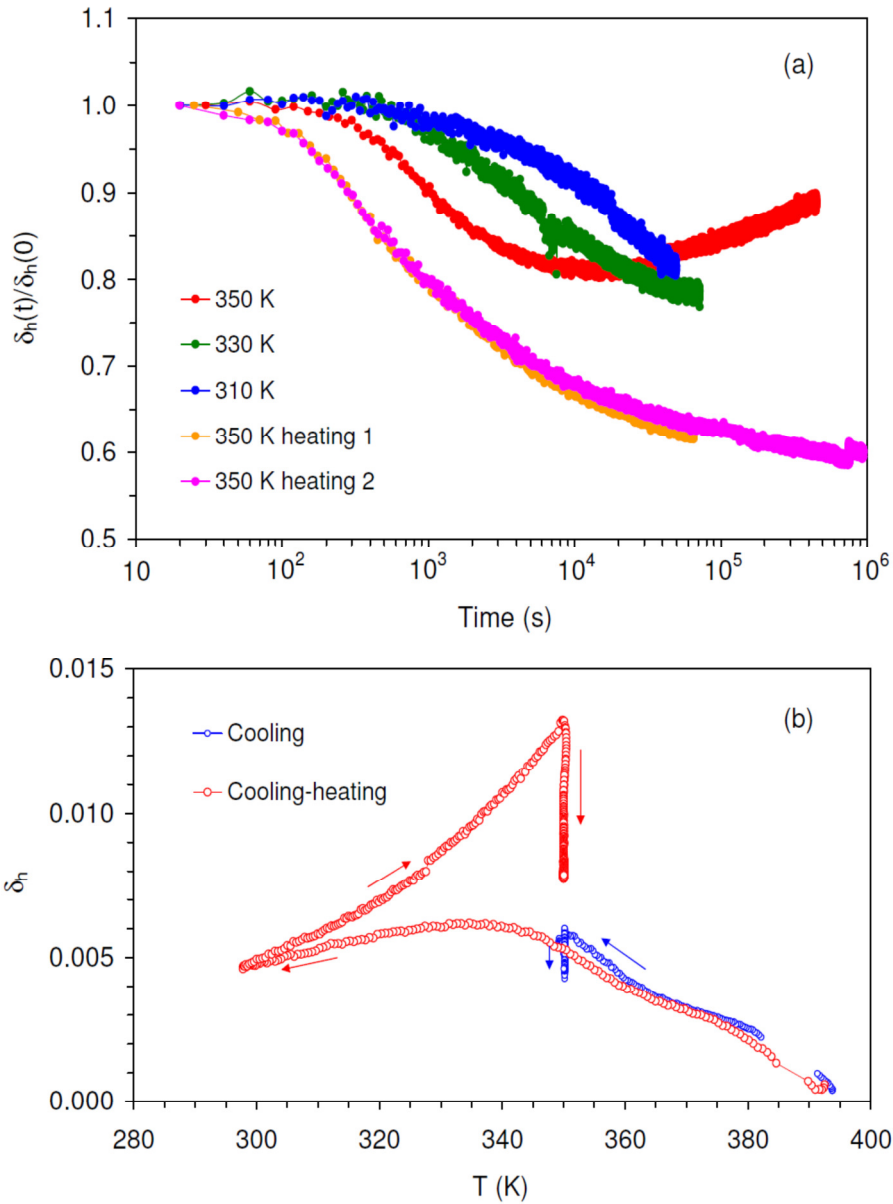 1.1
(a)
1.0
0.9
0.8
0.7
0.6
0.5
δh(t)/δh(0)
350 K
330 K
310 K
350 K heating 1
350 K heating 2
10 10² 10³ 10⁴ 10⁵ 10⁶
Time (s)
0.015
(b)
Cooling
Cooling-heating
0.010
δh
0.005
0.000
280 300 320 340 360 380 400
T (K)